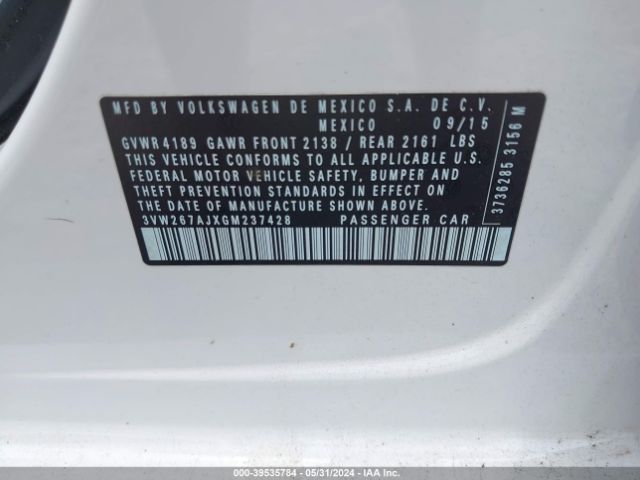 MFD BY VOLKSWAGEN DE MEXICO S.A. DE C.V.
MEXICO 09/15
GVWR 4189 GAWR FRONT 2138 / REAR 2161 LBS
THIS VEHICLE CONFORMS TO ALL APPLICABLE U.S.
FEDERAL MOTOR VEHICLE SAFETY, BUMPER AND
THEFT PREVENTION STANDARDS IN EFFECT ON
THE DATE OF MANUFACTURE SHOWN ABOVE.
3VW267AJXGM237428 PASSENGER CAR
3736285 3156 M
000-39535784 - 05/31/2024 - © IAA Holdings, LLC